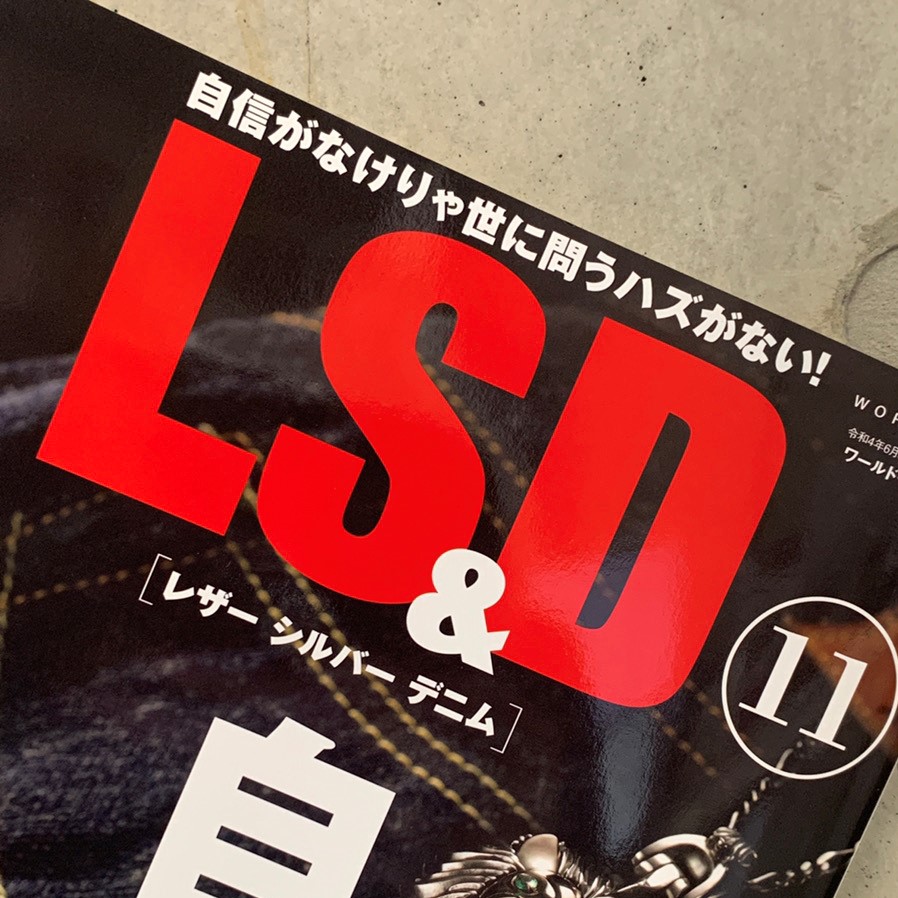 自信がなけりゃ世に問うハズがない!
LS&D
[レザー シルバー デニム]
令和4年6月
ワールド
11
自